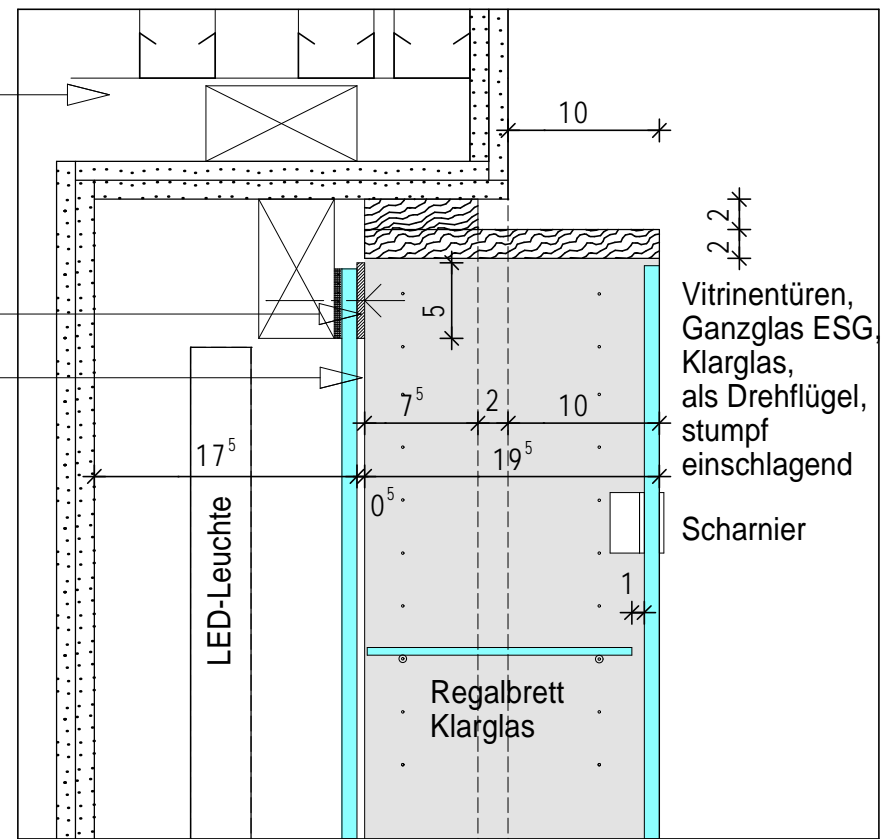 10
2
2
Vitrinentüren,
Ganzglas ESG,
Klarglas,
als Drehflügel,
stumpf
einschlagend
5
7⁵
2
10
17⁵
19⁵
0⁵
Scharnier
LED-Leuchte
1
Regalbrett
Klarglas